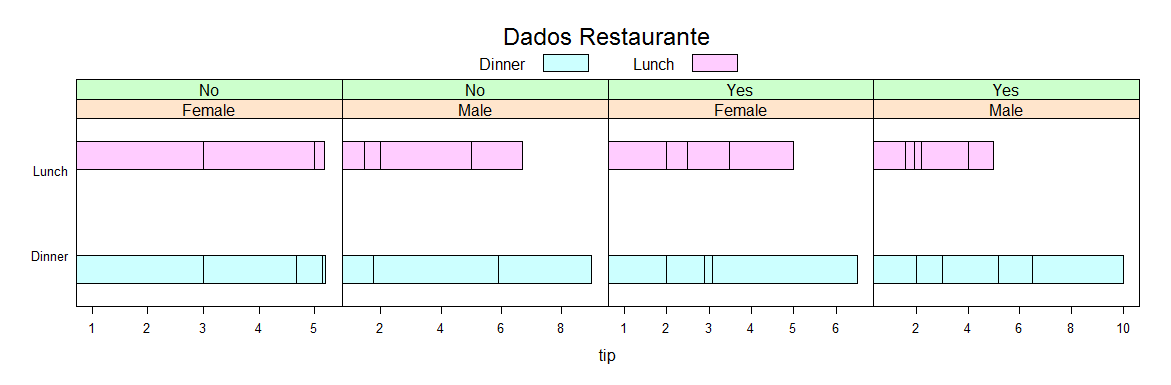 Dados Restaurante
Dinner Lunch
No No Yes Yes
Female Male Female Male
Lunch
Dinner
1 2 3 4 5 2 4 6 8 1 2 3 4 5 6 2 4 6 8 10
tip